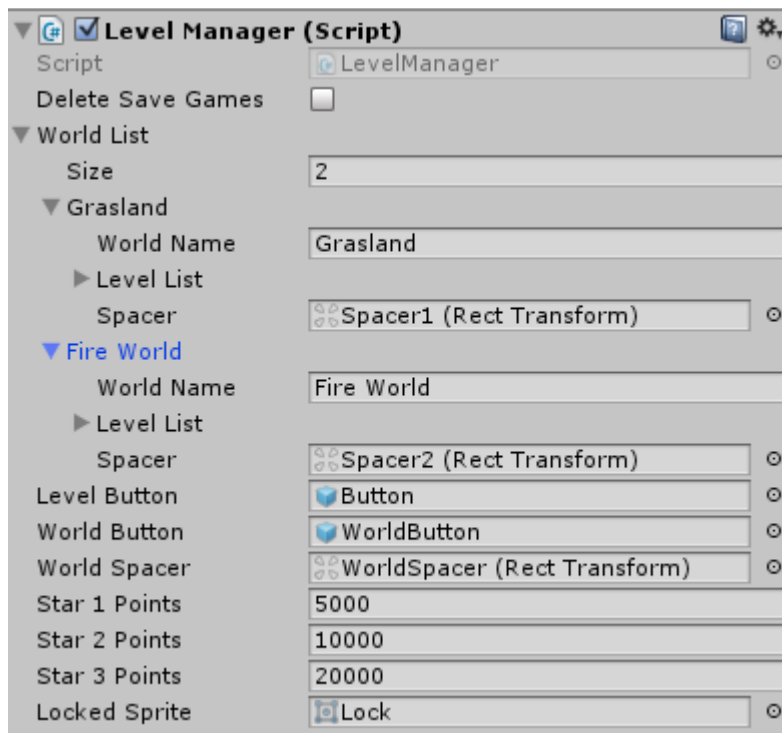 Level Manager (Script)
Script LevelManager
Delete Save Games
World List
Size 2
Grasland
World Name Grasland
Level List
Spacer Spacer1 (Rect Transform)
Fire World
World Name Fire World
Level List
Spacer Spacer2 (Rect Transform)
Level Button Button
World Button WorldButton
World Spacer WorldSpacer (Rect Transform)
Star 1 Points 5000
Star 2 Points 10000
Star 3 Points 20000
Locked Sprite Lock